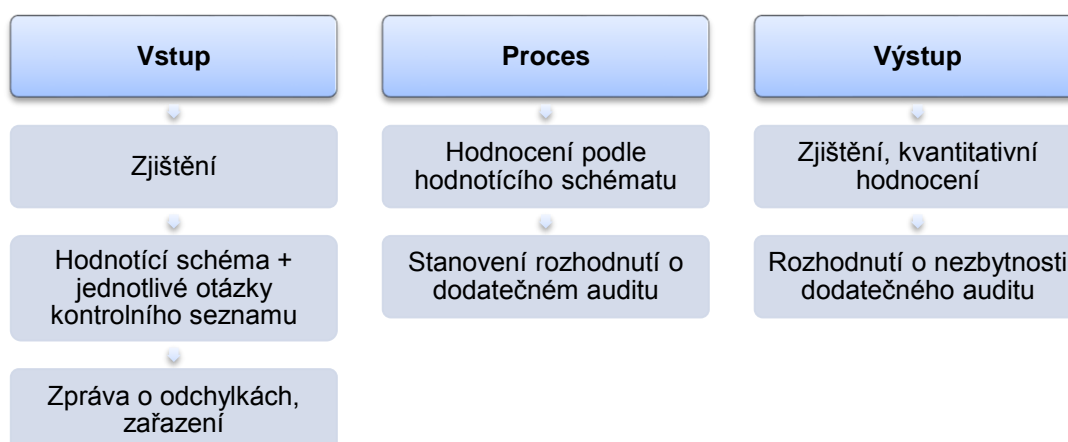 Vstup
Zjištění
Hodnotící schéma +
jednotlivé otázky
kontrolního seznamu
Zpráva o odchylkách,
zařazení
Proces
Hodnocení podle
hodnotícího schématu
Stanovení rozhodnutí o
dodatečném auditu
Výstup
Zjištění, kvantitativní
hodnocení
Rozhodnutí o nezbytnosti
dodatečného auditu